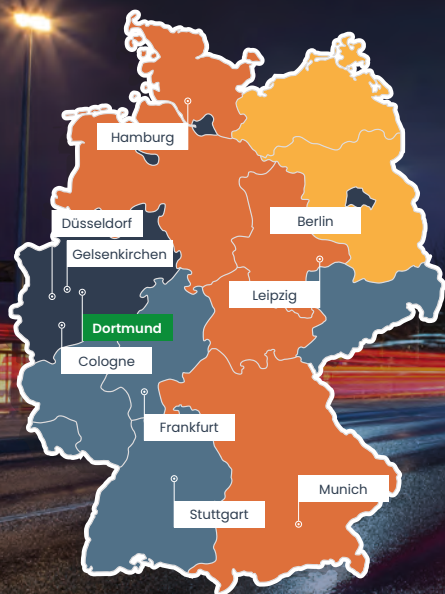 Hamburg
Düsseldorf
Berlin
Gelsenkirchen
Leipzig
Dortmund
Cologne
Frankfurt
Munich
Stuttgart